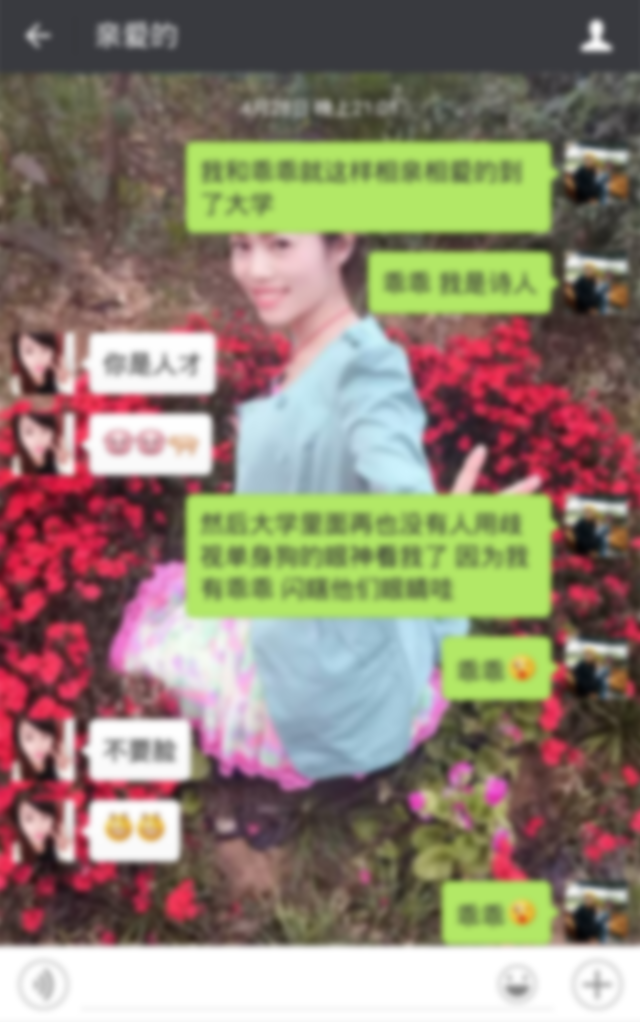 亲爱的
4月28日 晚上21:01
我和乖乖就这样相亲相爱的到
了大学
乖乖 我是诗人
你是人才
然后大学里面再也没有人用歧
视单身狗的眼神看我了 因为我
有乖乖 闪瞎他们眼睛哇
乖乖
不要脸
乖乖